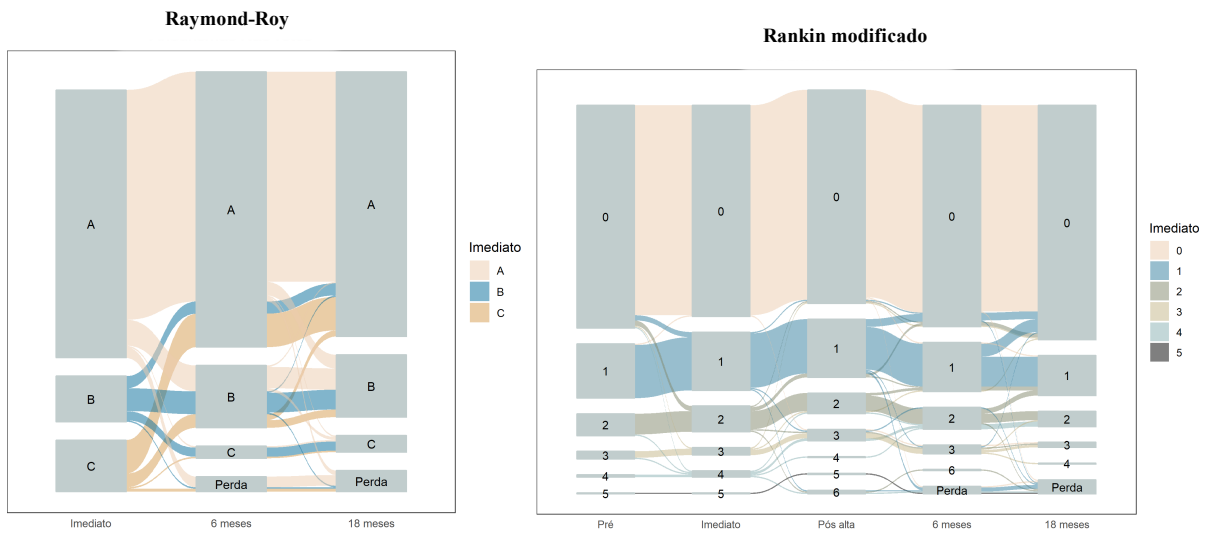 Raymond-Roy
A
B
C
Imediato
A
B
C
Perda
6 meses
A
B
C
Perda
18 meses
Imediato
A
B
C
Rankin modificado
0
1
2
3
4
5
Pré
0
1
2
3
4
5
Imediato
0
1
2
3
4
5
6
Pós alta
0
1
2
3
6
Perda
6 meses
0
1
2
3
4
Perda
18 meses
Imediato
0
1
2
3
4
5